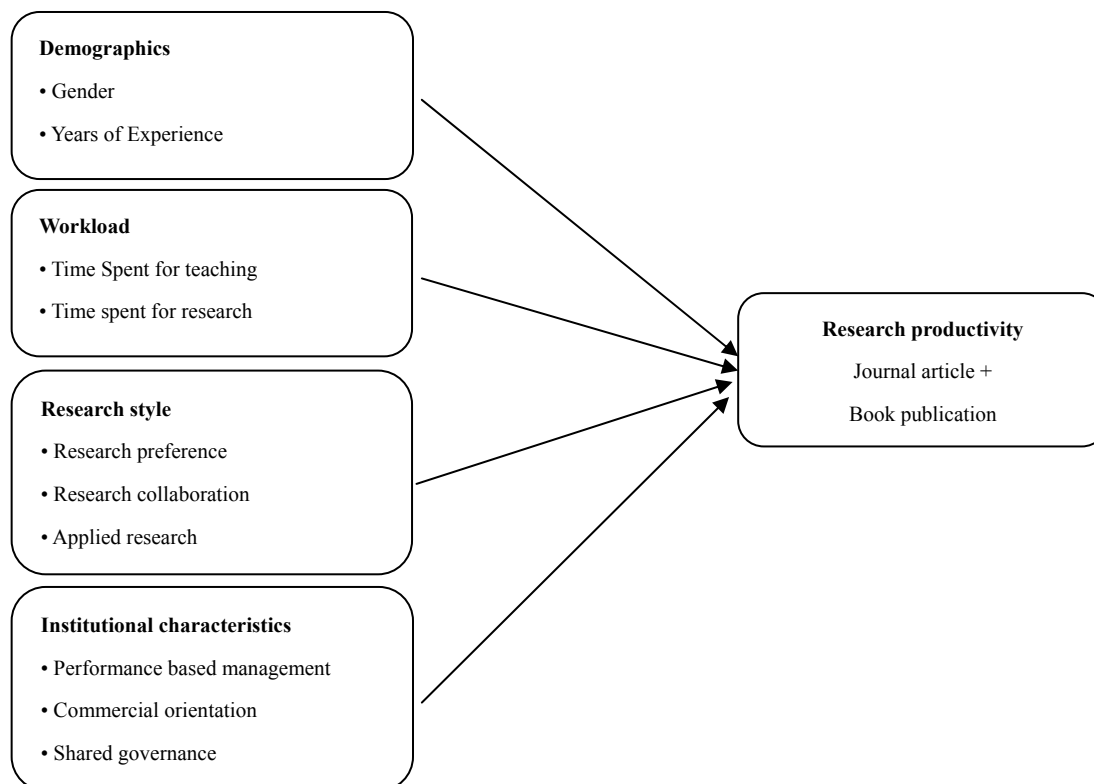 Demographics
• Gender
• Years of Experience
Workload
• Time Spent for teaching
• Time spent for research
Research style
• Research preference
• Research collaboration
• Applied research
Institutional characteristics
• Performance based management
• Commercial orientation
• Shared governance
Research productivity
Journal article +
Book publication